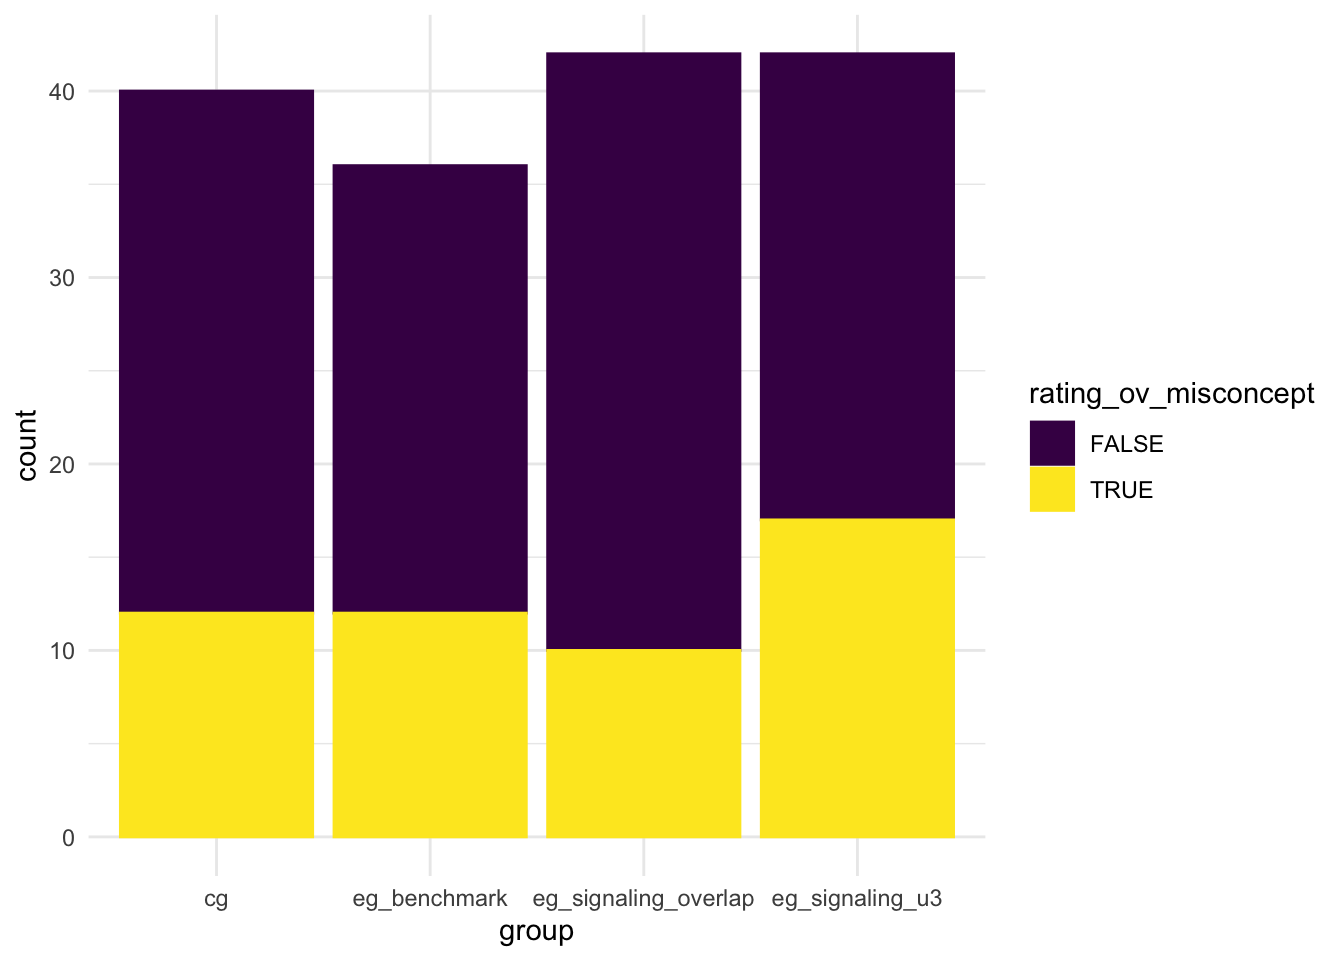 40
30
20
10
0
count
cg
eg_benchmark
eg_signaling_overlap
eg_signaling_u3
group
rating_ov_misconcept
FALSE
TRUE